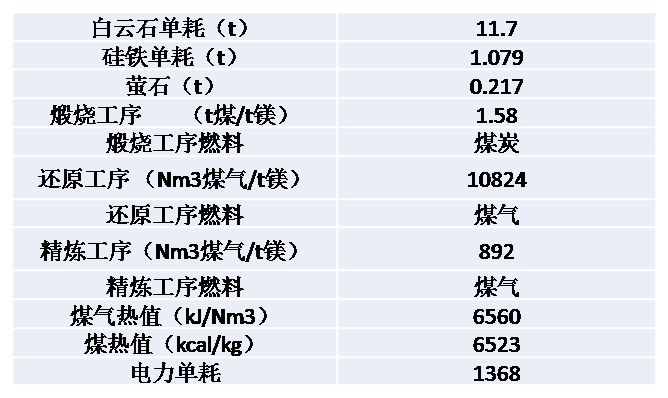 白云石单耗（t） 11.7
硅铁单耗（t） 1.079
萤石（t） 0.217
煅烧工序 （t煤/t镁） 1.58
煅烧工序燃料 煤炭
还原工序（Nm3煤气/t镁） 10824
还原工序燃料 煤气
精炼工序（Nm3煤气/t镁） 892
精炼工序燃料 煤气
煤气热值（kJ/Nm3） 6560
煤热值（kcal/kg） 6523
电力单耗 1368